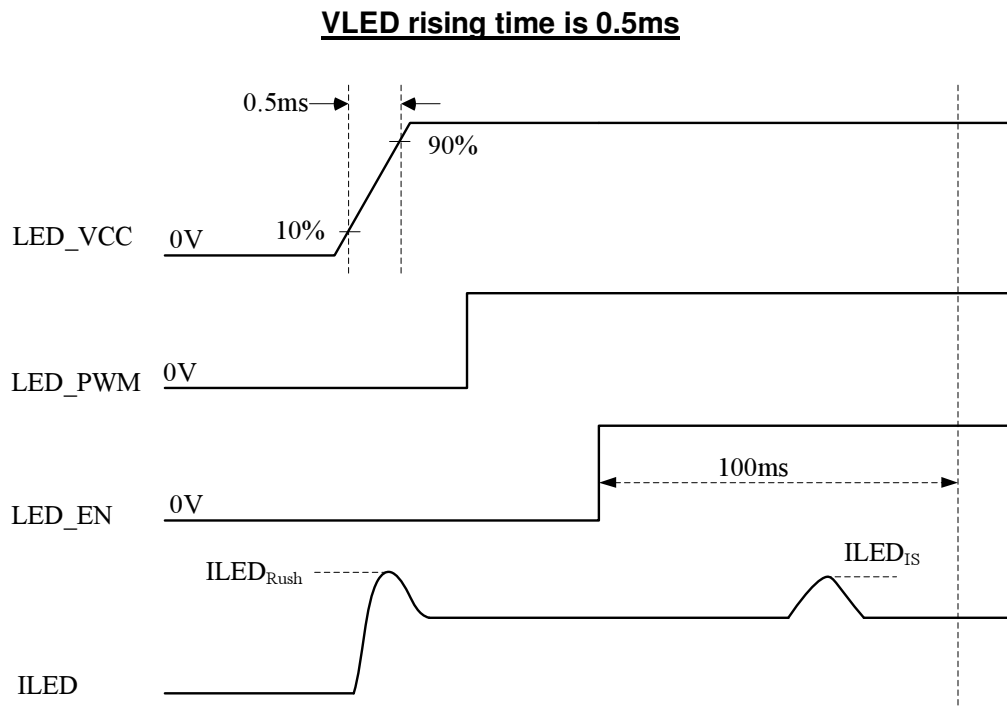 VLED rising time is 0.5ms
0.5ms
90%
10%
LED_VCC
0V
LED_PWM
0V
100ms
LED_EN
0V
ILED_Rush
ILED_IS
ILED